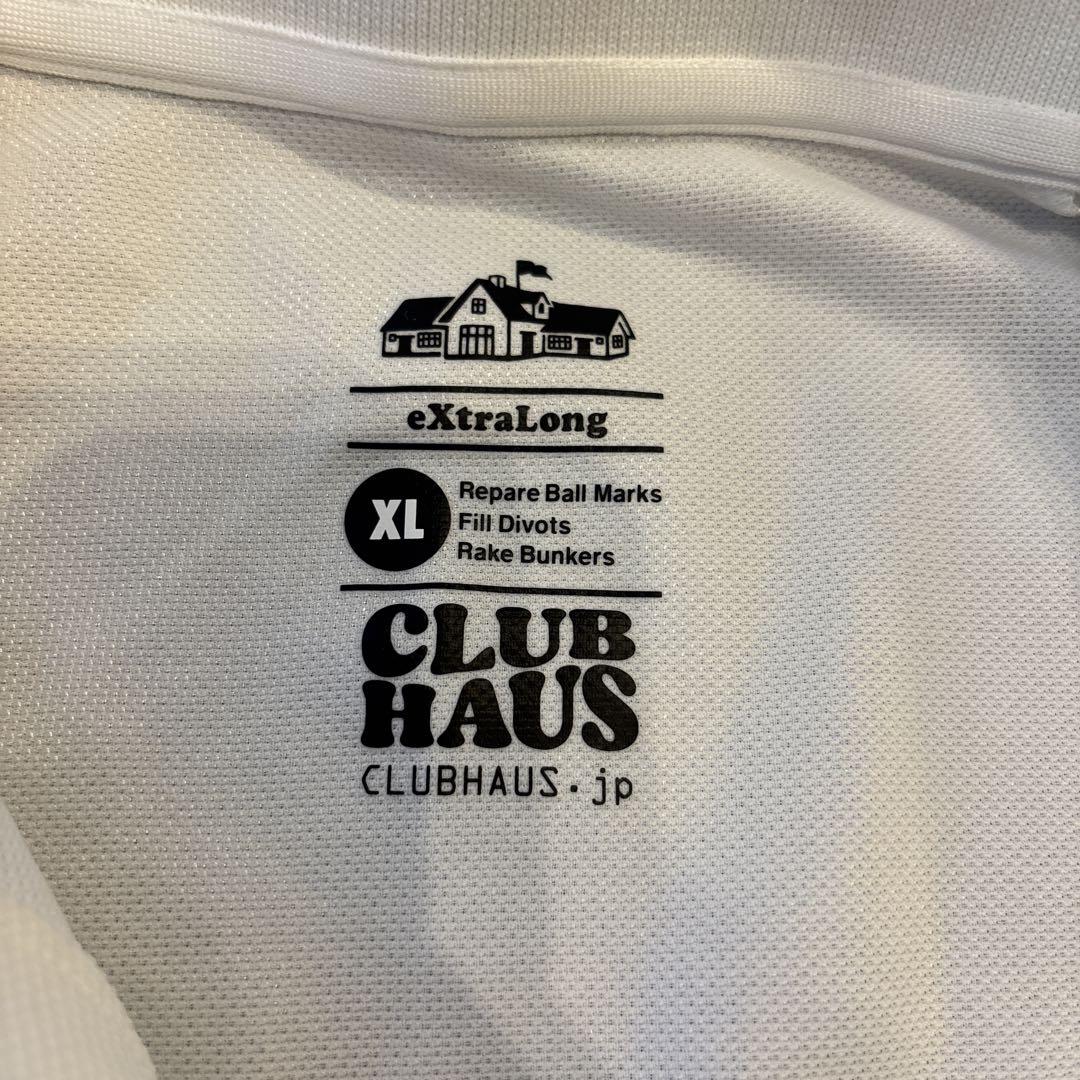 eXtraLong
XL
Repare Ball Marks
Fill Divots
Rake Bunkers
CLUB
HAUS
CLUBHAUS.jp